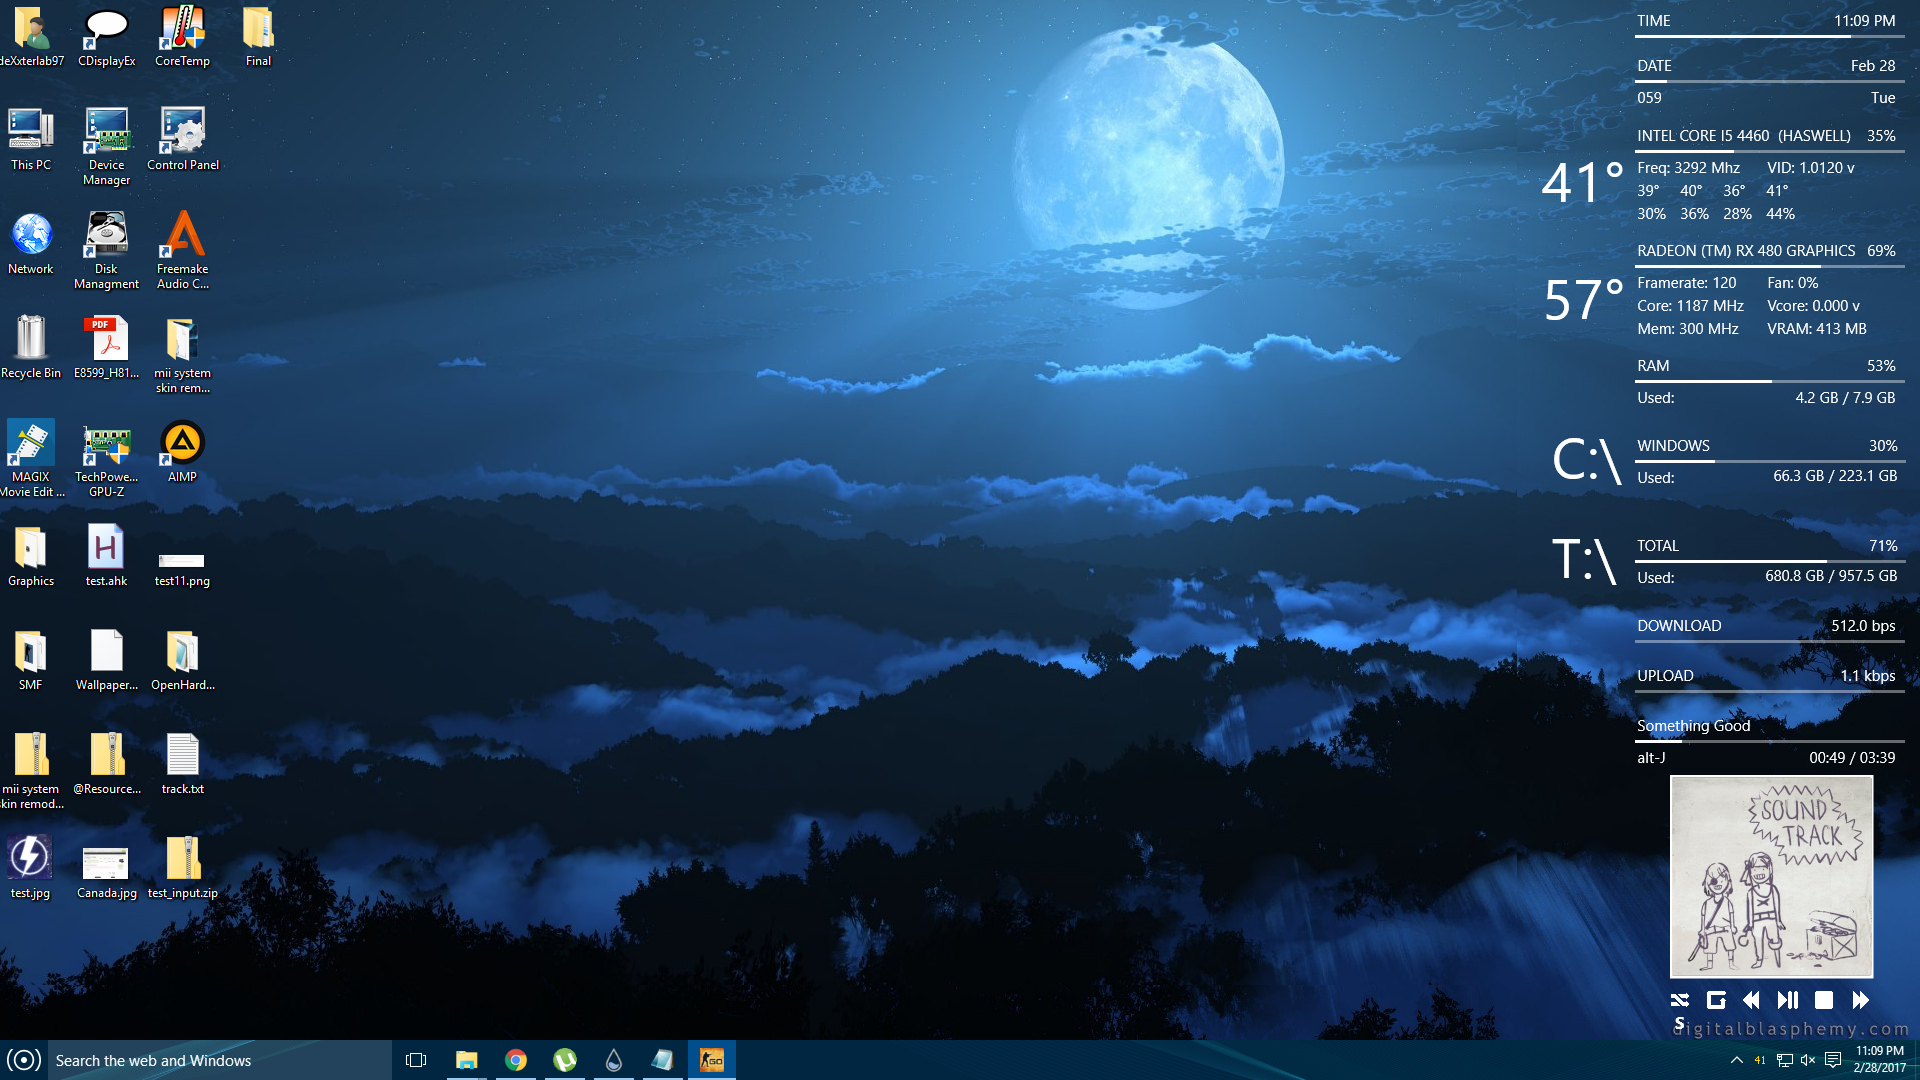 deXxterlab97
CDisplayEx
CoreTemp
Final
This PC
Device
Manager
Control Panel
Network
Disk
Managment
Freemake
Audio C...
Recycle Bin
PDF
E8599_H81...
mii system
skin rem...
MAGIX
Movie Edit ...
TechPowe...
GPU-Z
AIMP
Graphics
H
test.ahk
test11.png
SMF
Wallpaper...
OpenHard...
mii system
skin remod...
@Resource...
track.txt
test.jpg
Canada.jpg
test_input.zip
TIME 11:09 PM
DATE Feb 28
059 Tue
INTEL CORE I5 4460 (HASWELL) 35%
41°
Freq: 3292 Mhz VID: 1.0120 v
39° 40° 36° 41°
30% 36% 28% 44%
RADEON (TM) RX 480 GRAPHICS 69%
57°
Framerate: 120 Fan: 0%
Core: 1187 MHz Vcore: 0.000 v
Mem: 300 MHz VRAM: 413 MB
RAM 53%
Used: 4.2 GB / 7.9 GB
C:\
WINDOWS 30%
Used: 66.3 GB / 223.1 GB
T:\
TOTAL 71%
Used: 680.8 GB / 957.5 GB
DOWNLOAD 512.0 bps
UPLOAD 1.1 kbps
Something Good
alt-J 00:49 / 03:39
SOUND
TRACK
S
digitalblasphemy.com
Search the web and Windows
GO
41
11:09 PM
2/28/2017